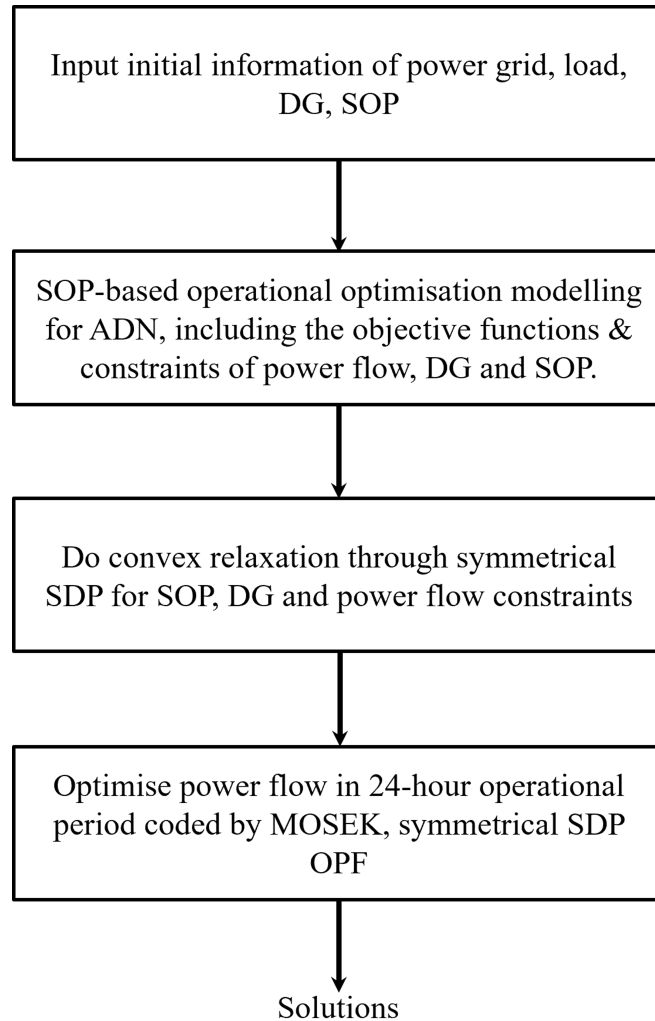 Input initial information of power grid, load,
DG, SOP
SOP-based operational optimisation modelling
for ADN, including the objective functions &
constraints of power flow, DG and SOP.
Do convex relaxation through symmetrical
SDP for SOP, DG and power flow constraints
Optimise power flow in 24-hour operational
period coded by MOSEK, symmetrical SDP
OPF
Solutions